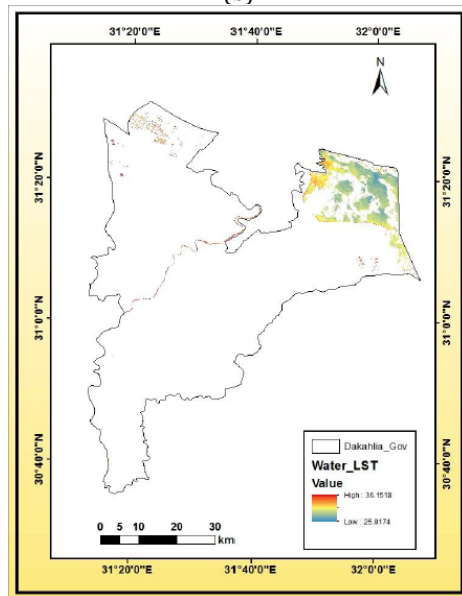 (b)
31°20'0"E 31°40'0"E 32°0'0"E
N
31°20'0"N 31°20'0"N
31°0'0"N 31°0'0"N
30°40'0"N 30°40'0"N
Dakahlia_Gov
Water_LST
Value
High : 36.1518
Low : 25.8174
0 5 10 20 30
km
31°20'0"E 31°40'0"E 32°0'0"E